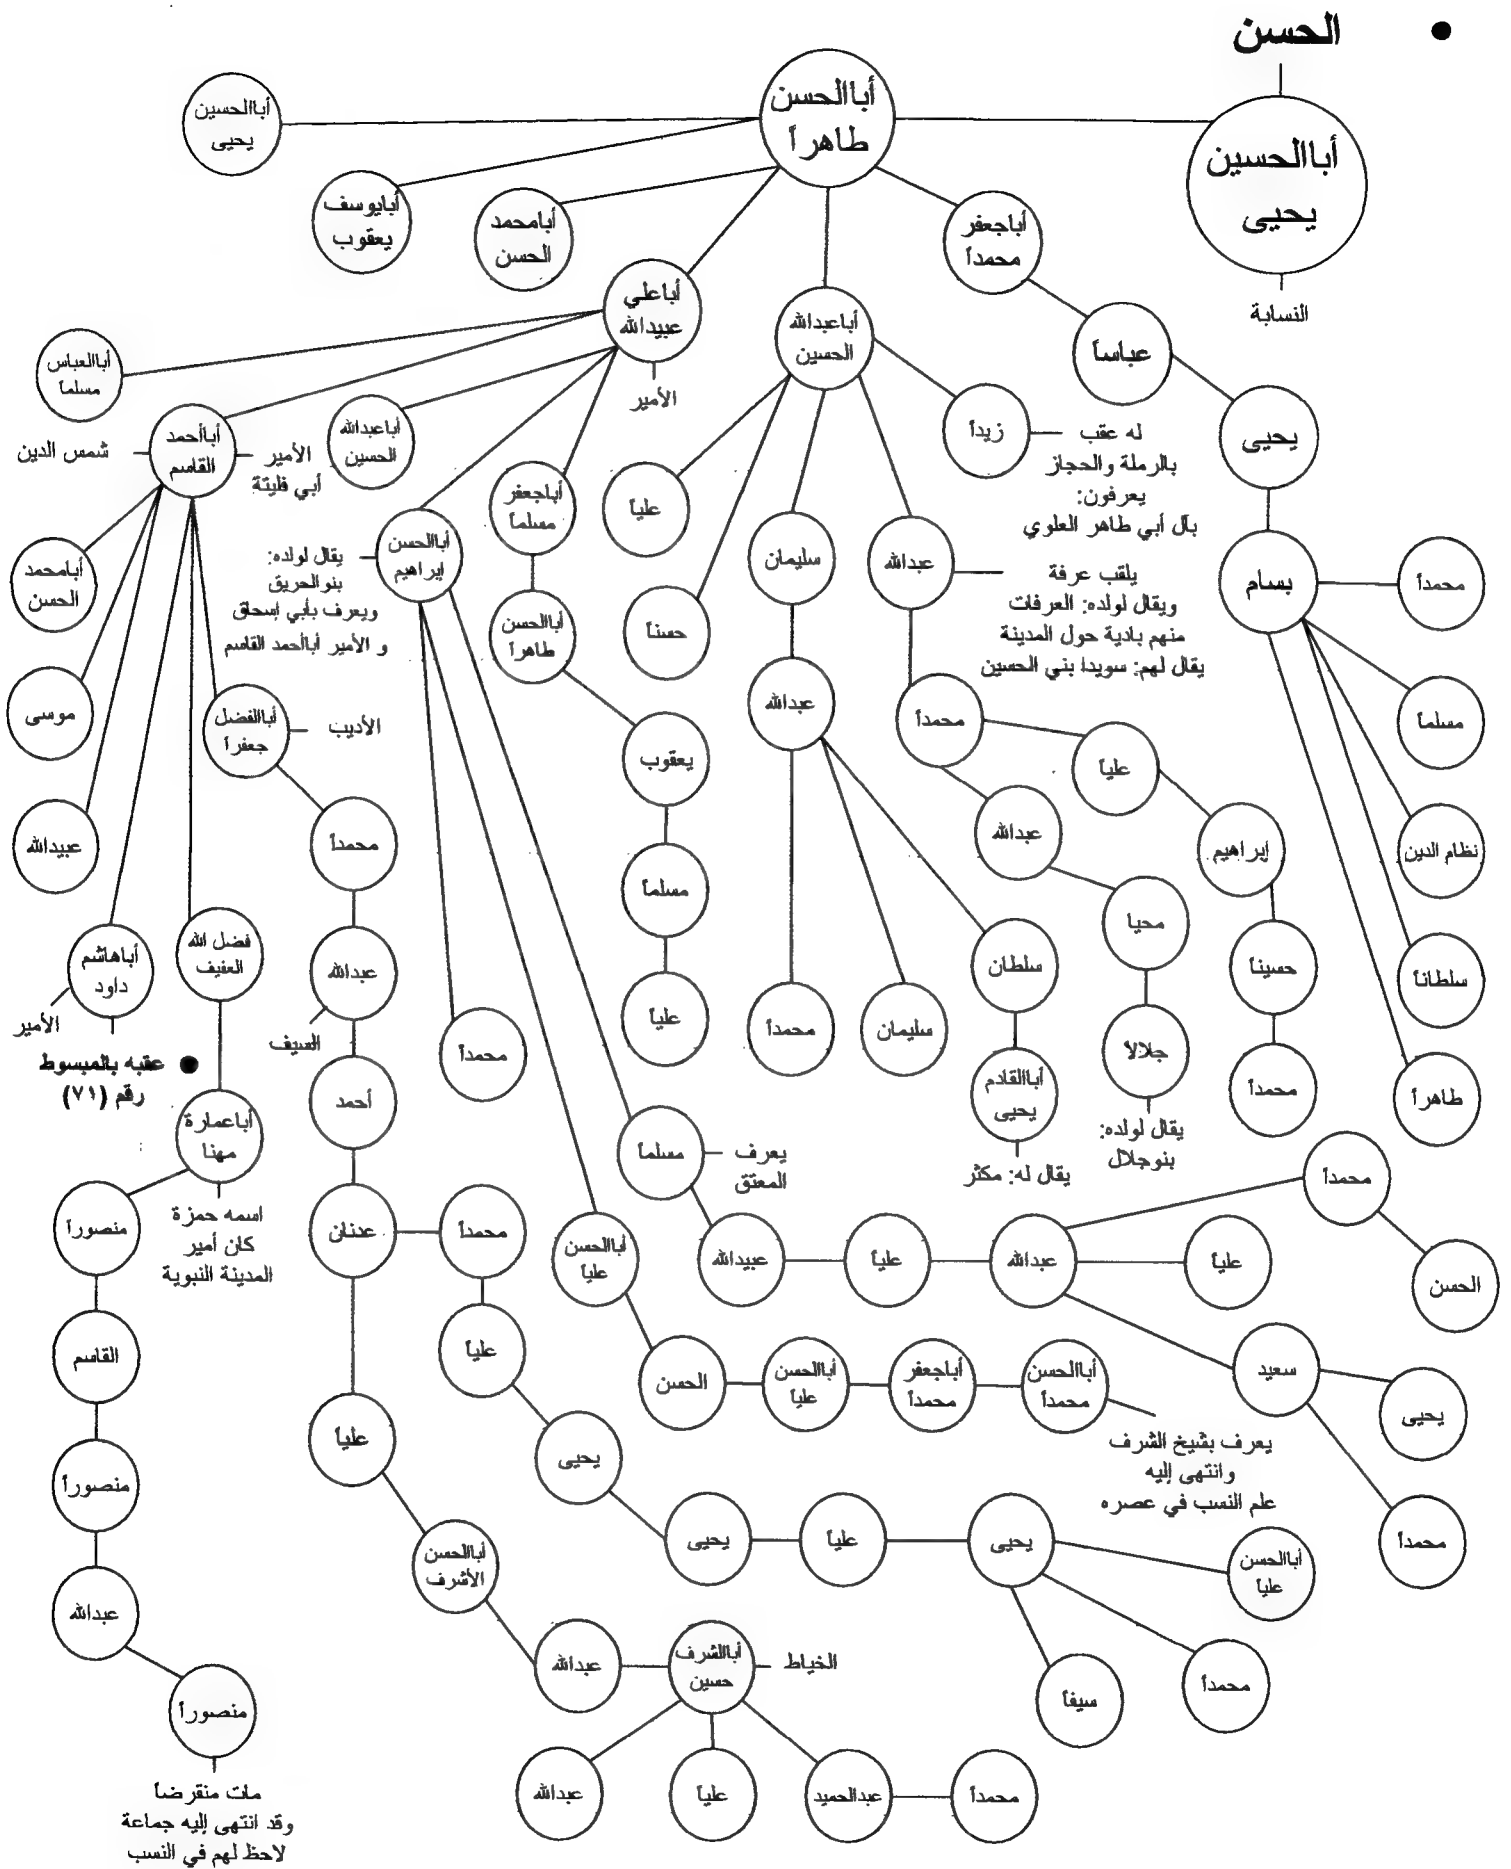 ● الحسن
أباالحسين
يحيى
النسابة
أباالحسن
طاهراً
أباالحسين
يحيى
أبايوسف
يعقوب
أبامحمد
الحسن
أباجعفر
محمداً
أباعلي
عبيدالله
الأمير
أباعبدالله
الحسين
عباساً
يحيى
بسام
محمداً
مسلماً
نظام الدين
سلطاناً
طاهراً
زيداً
له عقب
بالرملة والحجاز
يعرفون:
بآل أبي طاهر العلوي
عبدالله
يلقب عرفة
ويقال لولده: العرفات
منهم بادية حول المدينة
يقال لهم: سويدا بني الحسين
محمداً
علياً
إبراهيم
حسيناً
محمداً
عبدالله
محيا
جلالا
يقال لولده:
بنوجلال
سليمان
عبدالله
سلطان
أباالقادم
يحيى
يقال له: مكثر
سليمان
محمداً
علياً
حسناً
أباجعفر
مسلماً
أباالحسن
طاهراً
يعقوب
مسلماً
علياً
أباعبدالله
الحسين
أباالعباس
مسلماً
أباالحسن
إبراهيم
يقال لولده:
بنوالحريق
ويعرف بأبي إسحاق
و الأمير أباأحمد القاسم
محمداً
مسلماً
يعرف
المعتق
عبيدالله
علياً
عبدالله
محمداً
الحسن
علياً
سعيد
يحيى
محمداً
أباالحسن
علياً
الحسن
أباالحسن
علياً
أباجعفر
محمداً
أباالحسن
محمداً
يعرف بشيخ الشرف
وانتهى إليه
علم النسب في عصره
أباأحمد
القاسم
شمس الدين
الأمير
أبي فليتة
أبامحمد
الحسن
موسى
عبيدالله
أباهاشم
داود
الأمير
● عقبه بالمبسوط
رقم (٧١)
فضل الله
العفيف
أباعمارة
مهنا
اسمه حمزة
كان أمير
المدينة النبوية
منصوراً
القاسم
منصوراً
عبدالله
منصوراً
مات منقرضاً
وقد انتهى إليه جماعة
لاحظ لهم في النسب
أباالفضل
جعفراً
الأديب
محمداً
عبدالله
السيف
أحمد
عدنان
محمداً
علياً
يحيى
يحيى
علياً
يحيى
أباالحسن
علياً
محمداً
سيفاً
علياً
أباالحسن
الأشرف
عبدالله
أباالشرف
حسين
الخياط
عبدالله
علياً
عبدالحميد
محمداً